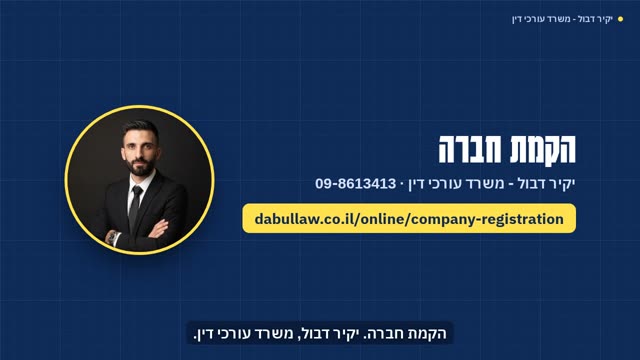 יקיר דבול - משרד עורכי דין
הקמת חברה
יקיר דבול - משרד עורכי דין · 09-8613413
dabullaw.co.il/online/company-registration
הקמת חברה. יקיר דבול, משרד עורכי דין.